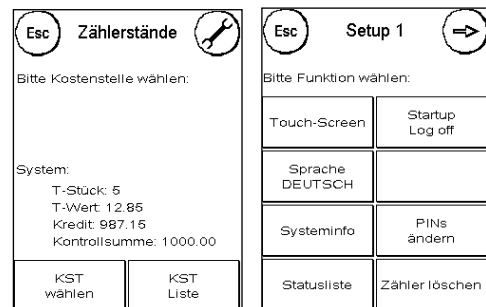 Esc Zählerstände
Bitte Kostenstelle wählen:
System:
T-Stück: 5
T-Wert: 12.85
Kredit: 987.15
Kontrollsumme: 1000.00
KST
wählen
KST
Liste
Esc Setup 1
Bitte Funktion wählen:
Touch-Screen
Startup
Log off
Sprache
DEUTSCH
Systeminfo
PINs
ändern
Statusliste
Zähler löschen